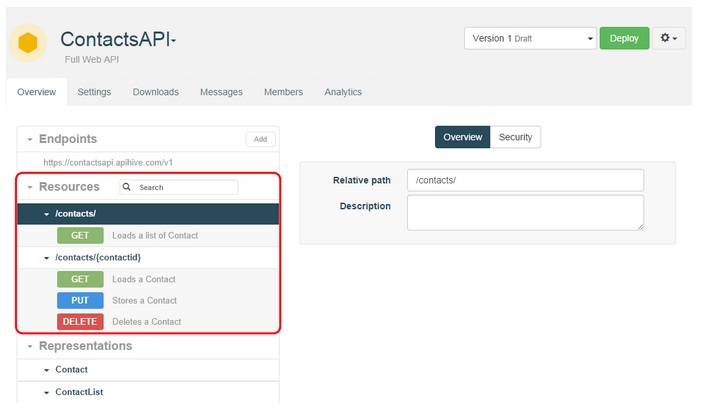 ContactsAPI
Full Web API
Version 1 Draft
Deploy
Overview Settings Downloads Messages Members Analytics
Endpoints Add
https://contactsapi.apihive.com/v1
Resources Search
/contacts/
GET Loads a list of Contact
/contacts/{contactid}
GET Loads a Contact
PUT Stores a Contact
DELETE Deletes a Contact
Representations
Contact
ContactList
Overview Security
Relative path /contacts/
Description